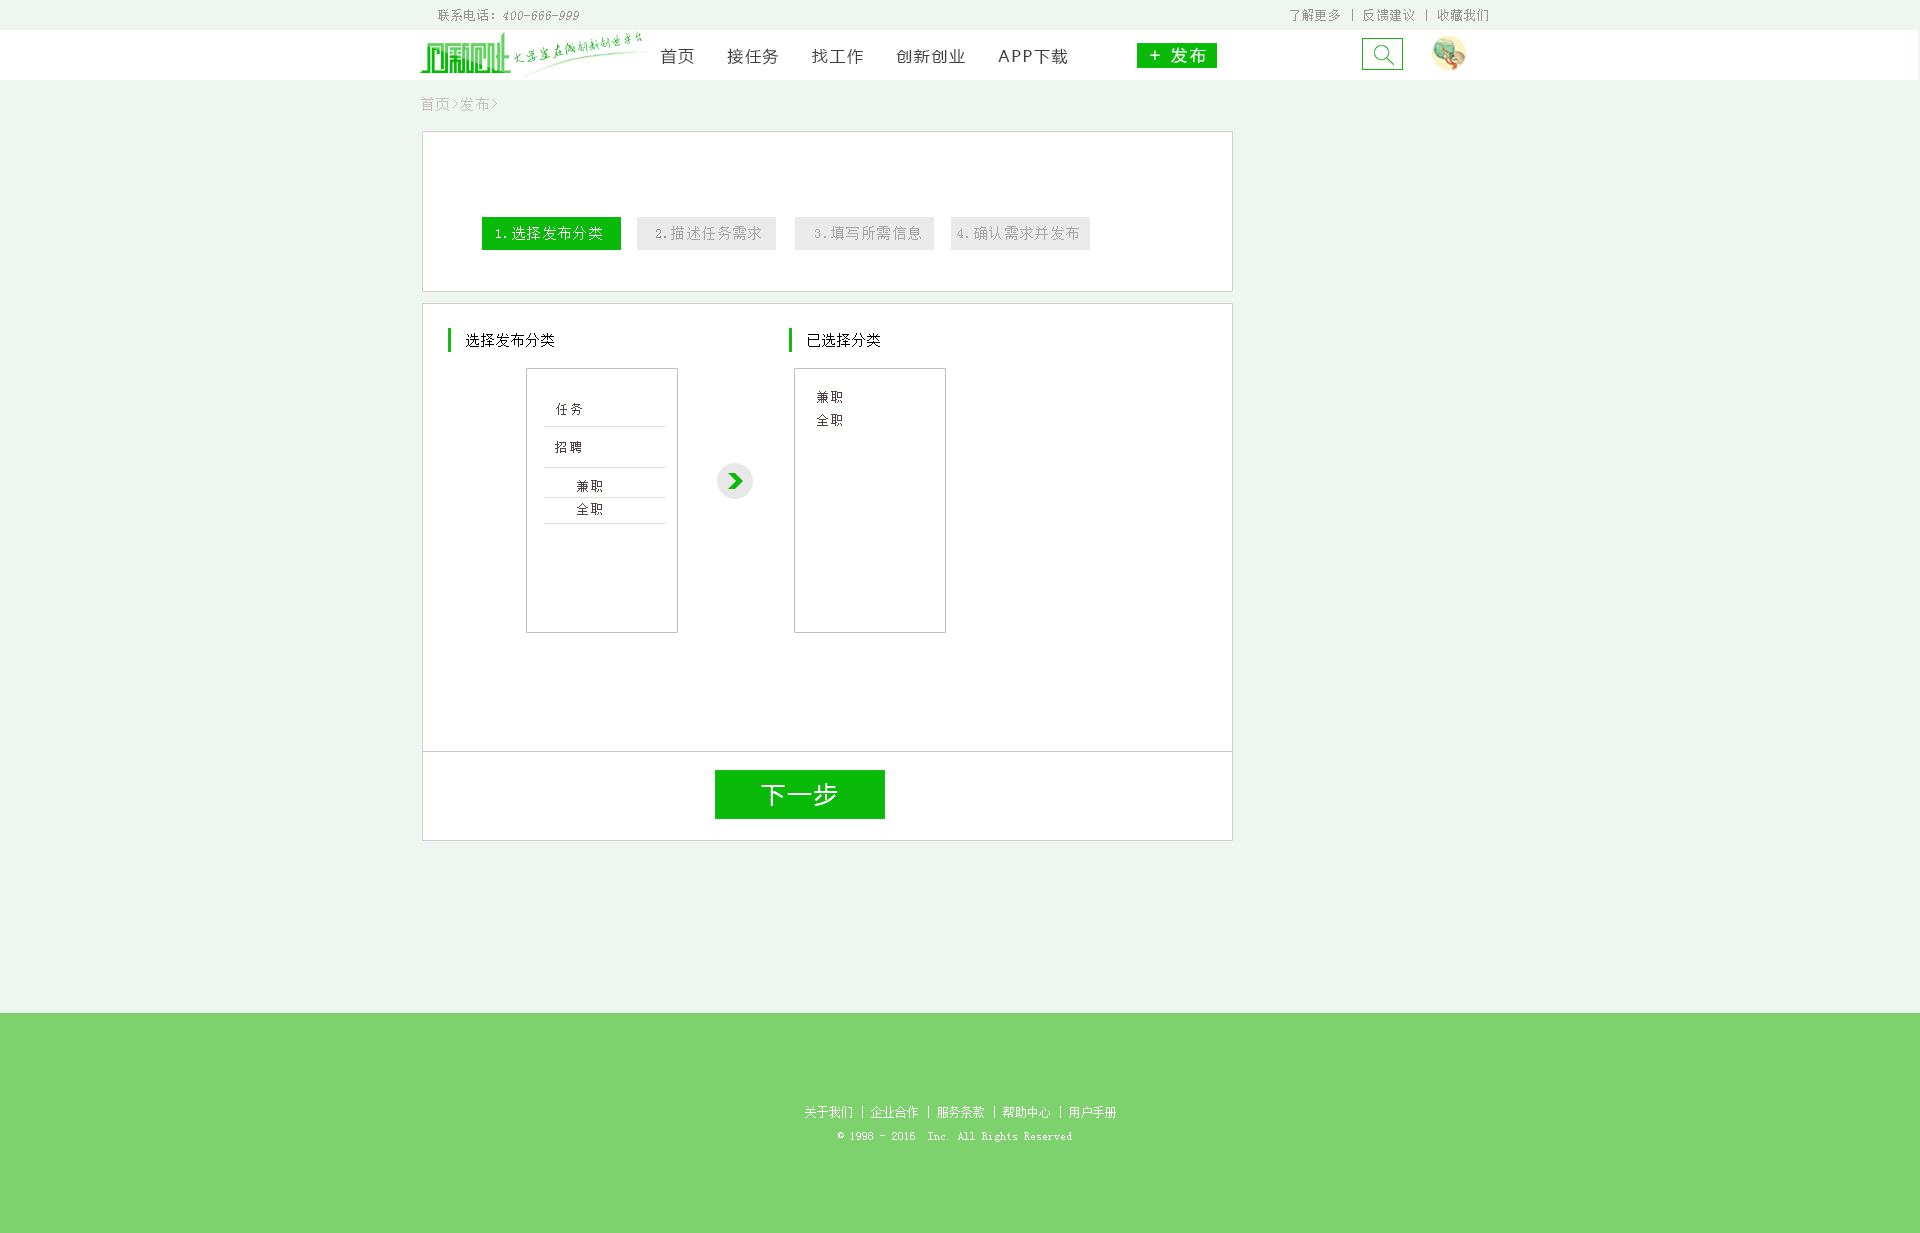 联系电话：400-666-999
了解更多 | 反馈建议 | 收藏我们
大学生在线创新创业平台
首页 接任务 找工作 创新创业 APP下载
+ 发布
首页>发布>
1.选择发布分类 2.描述任务需求 3.填写所需信息 4.确认需求并发布
选择发布分类
任务
招聘
兼职
全职
已选择分类
兼职
全职
下一步
关于我们 | 企业合作 | 服务条款 | 帮助中心 | 用户手册
© 1998 - 2016 Inc. All Rights Reserved